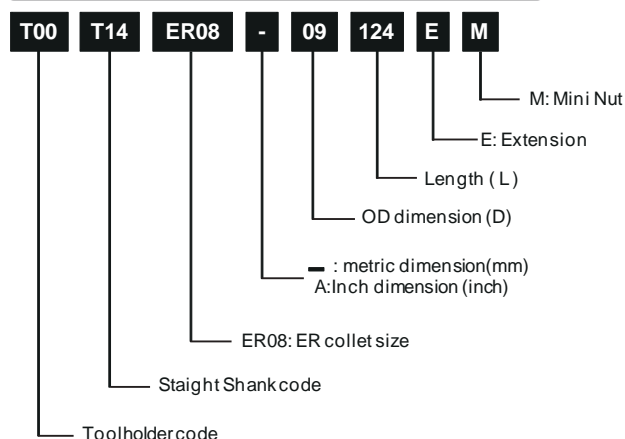 T00 T14 ER08 - 09 124 E M
M: Mini Nut
E: Extension
Length ( L )
OD dimension (D)
▬ : metric dimension(mm)
A:Inch dimension (inch)
ER08: ER collet size
Staight Shank code
Toolholder code